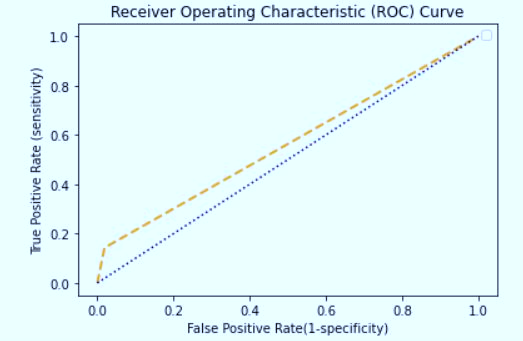 Receiver Operating Characteristic (ROC) Curve
True Positive Rate (sensitivity)
1.0
0.8
0.6
0.4
0.2
0.0
0.0 0.2 0.4 0.6 0.8 1.0
False Positive Rate(1-specificity)